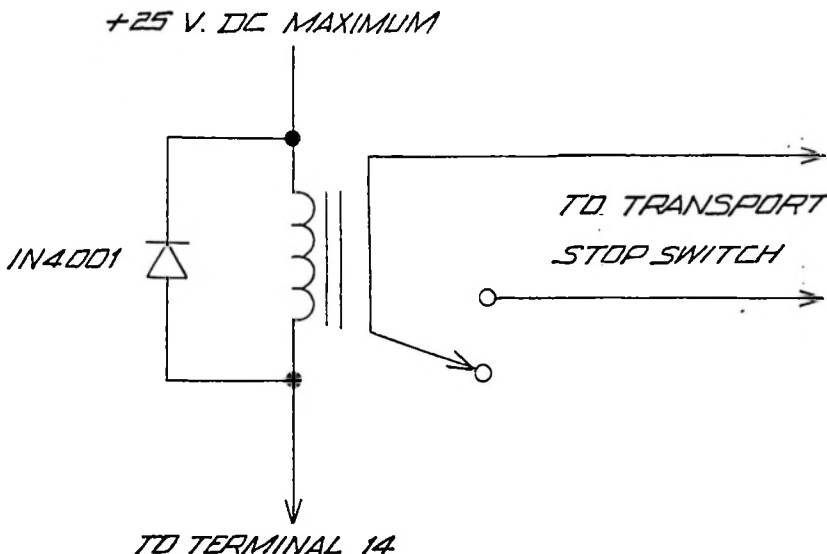 +25 V. DC MAXIMUM
TO TRANSPORT
STOP SWITCH
1N4001
TO TERMINAL 14